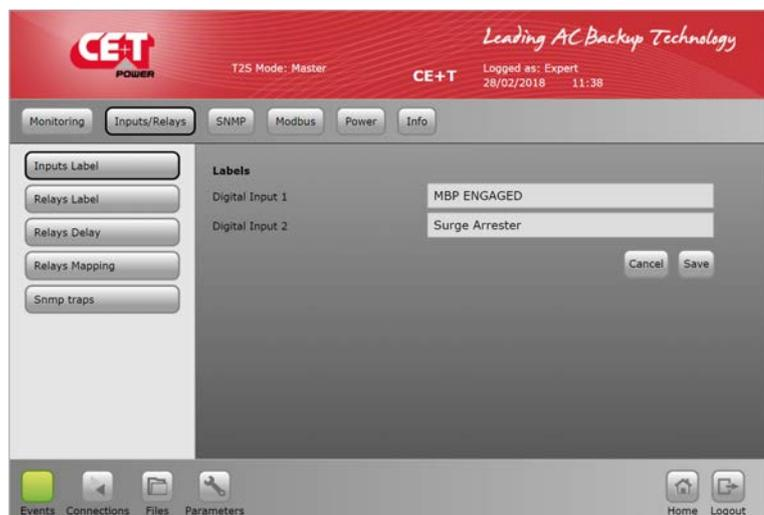 CE+T
POWER
Leading AC Backup Technology
T2S Mode: Master
CE+T
Logged as: Expert
28/02/2018 11:38
Monitoring
Inputs/Relays
SNMP
Modbus
Power
Info
Inputs Label
Relays Label
Relays Delay
Relays Mapping
Snmp traps
Labels
Digital Input 1
MBP ENGAGED
Digital Input 2
Surge Arrester
Cancel
Save
Events
Connections
Files
Parameters
Home
Logout